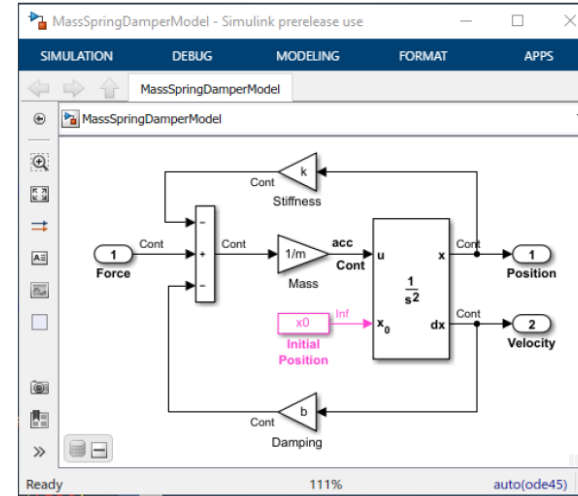 MassSpringDamperModel - Simulink prerelease use
SIMULATION DEBUG MODELING FORMAT APPS
MassSpringDamperModel
MassSpringDamperModel
k
Cont
Stiffness
1
Force
Cont
−
+
−
Cont
1/m
Mass
acc
Cont
u
x
1
s2
x0
dx
x0
Inf
Initial
Position
Cont
1
Position
Cont
2
Velocity
b
Cont
Damping
Ready 111% auto(ode45)